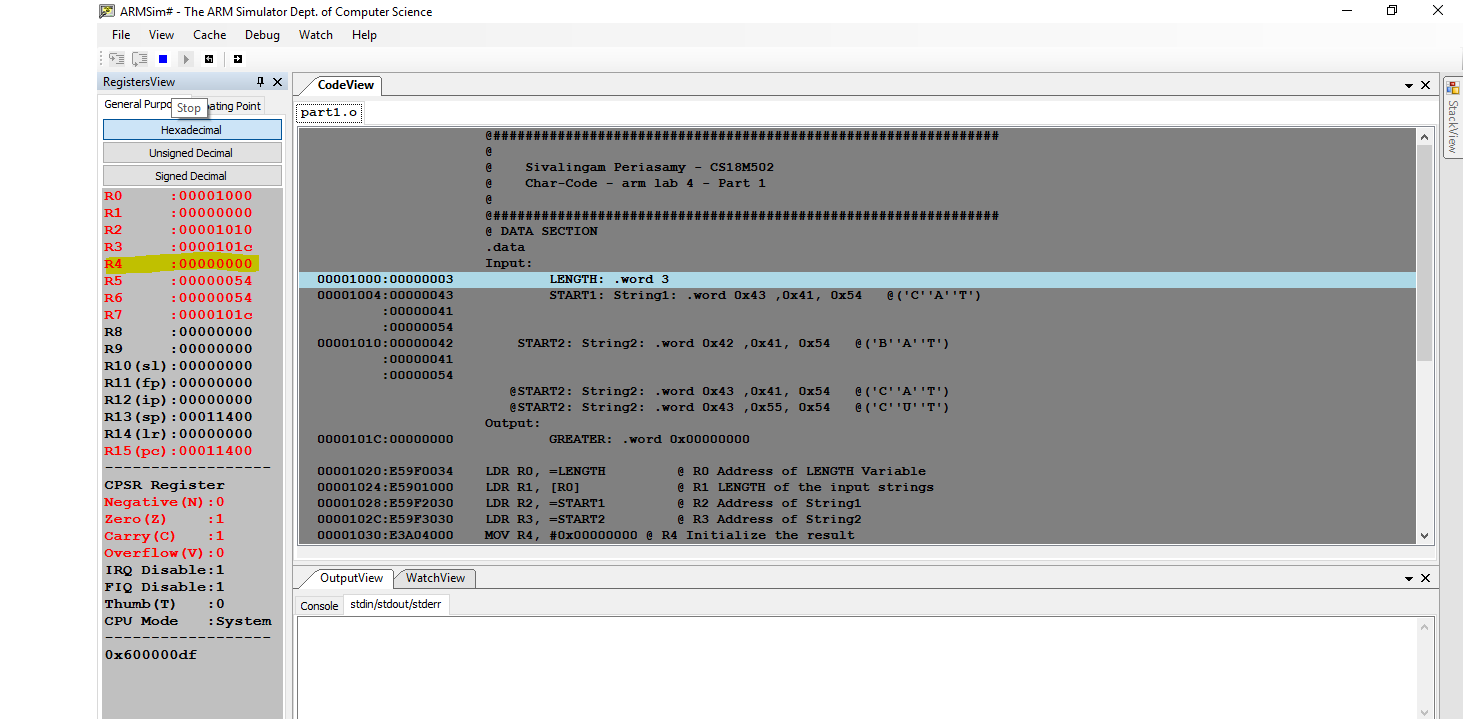 ARMSim# - The ARM Simulator Dept. of Computer Science
File View Cache Debug Watch Help
RegistersView
General Purpo
ating Point
Stop
Hexadecimal
Unsigned Decimal
Signed Decimal
R0 :00001000
R1 :00000000
R2 :00001010
R3 :0000101c
R4 :00000000
R5 :00000054
R6 :00000054
R7 :0000101c
R8 :00000000
R9 :00000000
R10(sl):00000000
R11(fp):00000000
R12(ip):00000000
R13(sp):00011400
R14(lr):00000000
R15(pc):00011400
-------------------
CPSR Register
Negative(N):0
Zero(Z) :1
Carry(C) :1
Overflow(V):0
IRQ Disable:1
FIQ Disable:1
Thumb(T) :0
CPU Mode :System
-------------------
0x600000df
CodeView
part1.o
@###############################################################
@
@ Sivalingam Periasamy - CS18M502
@ Char-Code - arm lab 4 - Part 1
@
@###############################################################
@ DATA SECTION
.data
Input:
00001000:00000003 LENGTH: .word 3
00001004:00000043 START1: String1: .word 0x43 ,0x41, 0x54 @('C''A''T')
:00000041
:00000054
00001010:00000042 START2: String2: .word 0x42 ,0x41, 0x54 @('B''A''T')
:00000041
:00000054
@START2: String2: .word 0x43 ,0x41, 0x54 @('C''A''T')
@START2: String2: .word 0x43 ,0x55, 0x54 @('C''U''T')
Output:
0000101C:00000000 GREATER: .word 0x00000000
00001020:E59F0034 LDR R0, =LENGTH @ R0 Address of LENGTH Variable
00001024:E5901000 LDR R1, [R0] @ R1 LENGTH of the input strings
00001028:E59F2030 LDR R2, =START1 @ R2 Address of String1
0000102C:E59F3030 LDR R3, =START2 @ R3 Address of String2
00001030:E3A04000 MOV R4, #0x00000000 @ R4 Initialize the result
OutputView WatchView
Console stdin/stdout/stderr
StackView